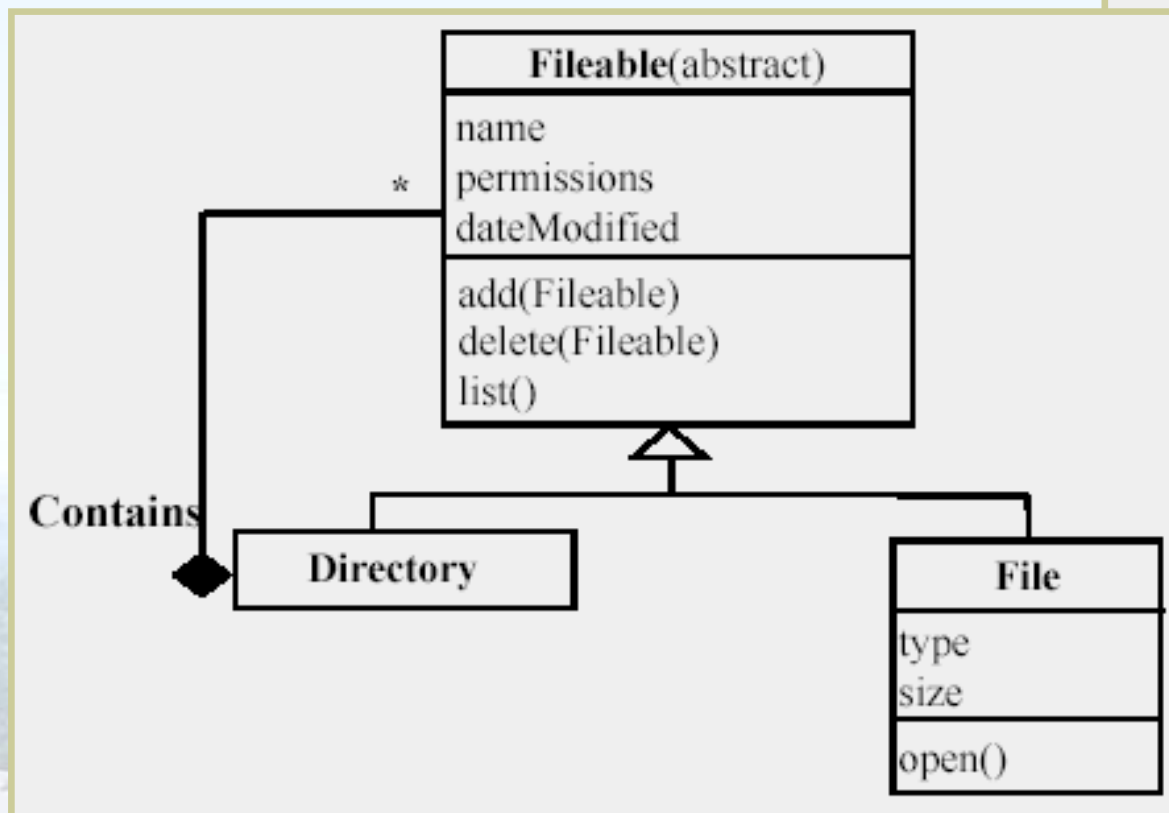 Fileable(abstract)
name
permissions
dateModified
add(Fileable)
delete(Fileable)
list()
*
Contains
Directory
File
type
size
open()